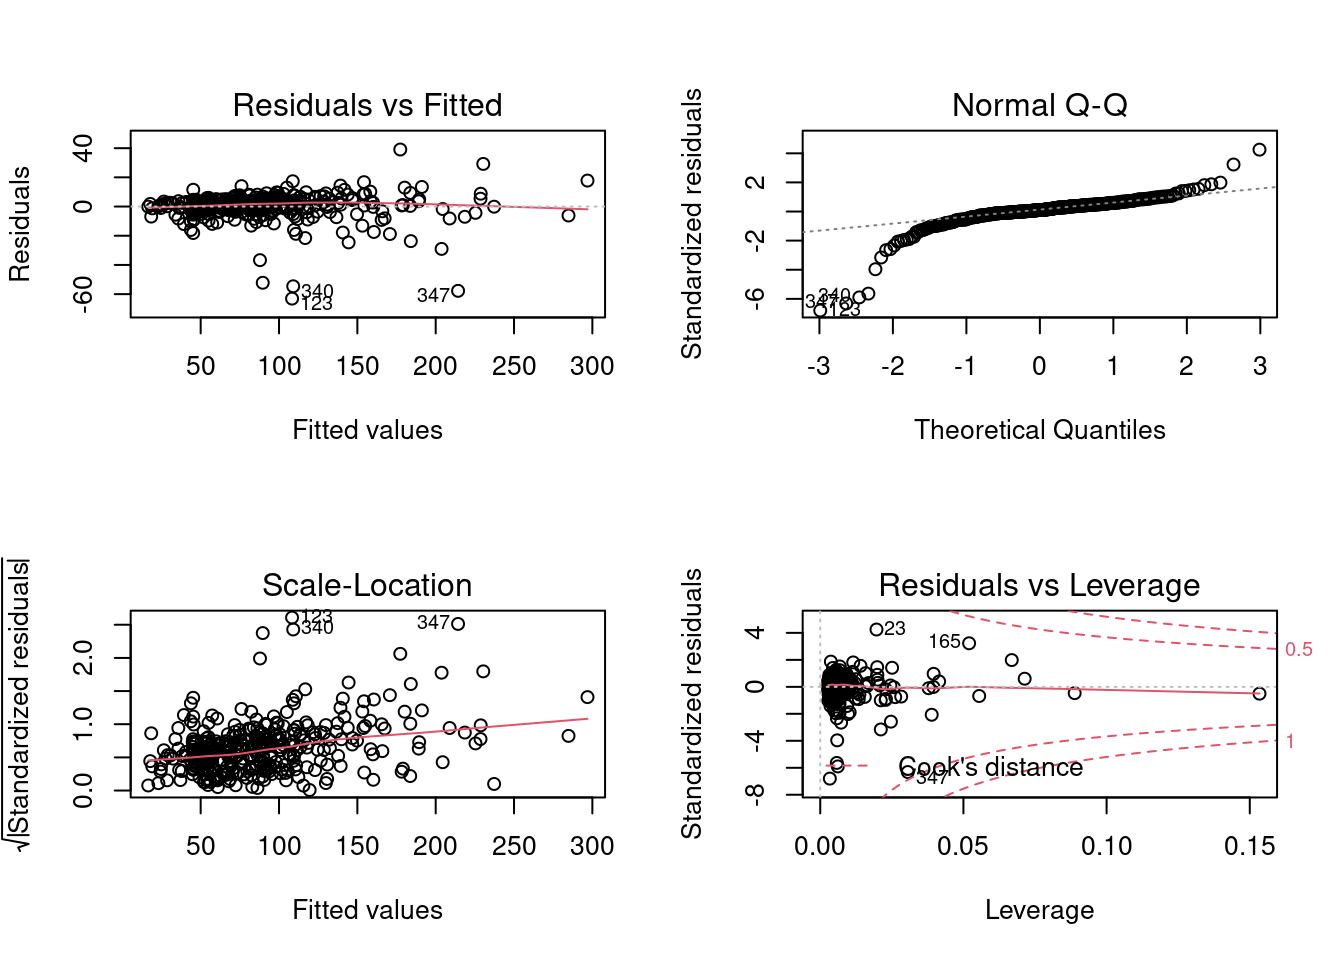 Residuals vs Fitted
Residuals
40
0
-60
340
123
347
50 100 150 200 250 300
Fitted values
Normal Q-Q
Standardized residuals
2
-2
-6
340
347
123
-3 -2 -1 0 1 2 3
Theoretical Quantiles
Scale-Location
√|Standardized residuals|
2.0
1.0
0.0
123
340
347
50 100 150 200 250 300
Fitted values
Residuals vs Leverage
Standardized residuals
4
0
-4
-8
23
165
347
0.5
1
Cook's distance
0.00 0.05 0.10 0.15
Leverage